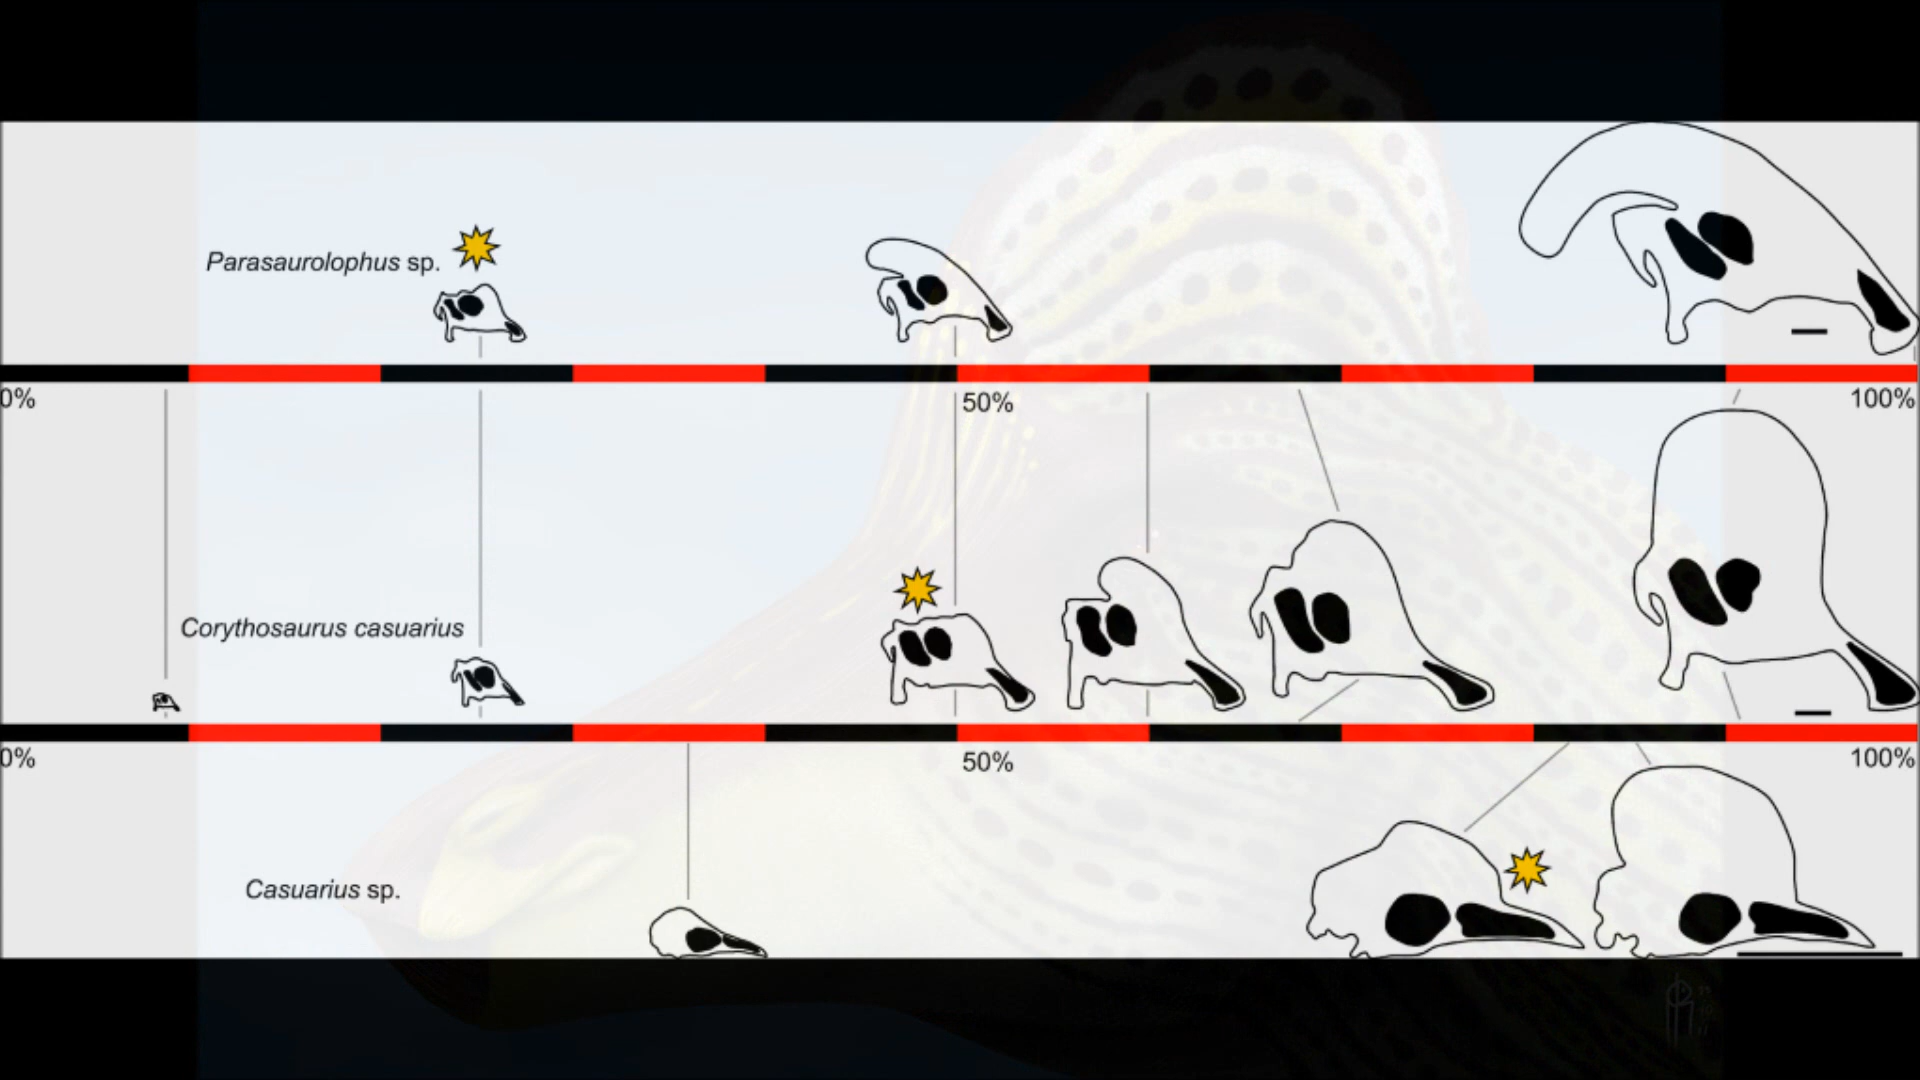 Parasaurolophus sp.
0%
50%
100%
Corythosaurus casuarius
0%
50%
100%
Casuarius sp.